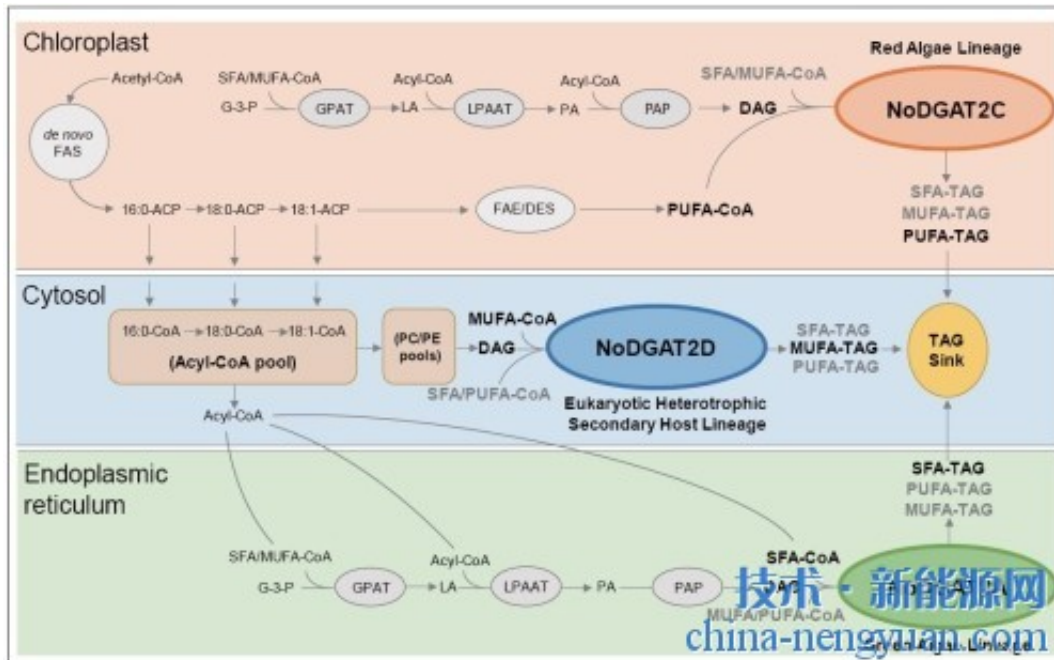 Chloroplast
Red Algae Lineage
Acetyl-CoA
SFA/MUFA-CoA
Acyl-CoA
Acyl-CoA
SFA/MUFA-CoA
G-3-P
GPAT
LA
LPAAT
PA
PAP
DAG
NoDGAT2C
de novo
FAS
SFA-TAG
MUFA-TAG
PUFA-TAG
16:0-ACP
18:0-ACP
18:1-ACP
FAE/DES
PUFA-CoA
Cytosol
16:0-CoA
18:0-CoA
18:1-CoA
(Acyl-CoA pool)
(PC/PE
pools)
MUFA-CoA
DAG
SFA/PUFA-CoA
NoDGAT2D
SFA-TAG
MUFA-TAG
PUFA-TAG
TAG
Sink
Eukaryotic Heterotrophic
Secondary Host Lineage
Acyl-CoA
Endoplasmic
reticulum
SFA-TAG
PUFA-TAG
MUFA-TAG
SFA/MUFA-CoA
Acyl-CoA
SFA-CoA
G-3-P
GPAT
LA
LPAAT
PA
PAP
DAG
MUFA/PUFA-CoA
技术·新能源网
china-nengyuan.com
Green Algae Lineage